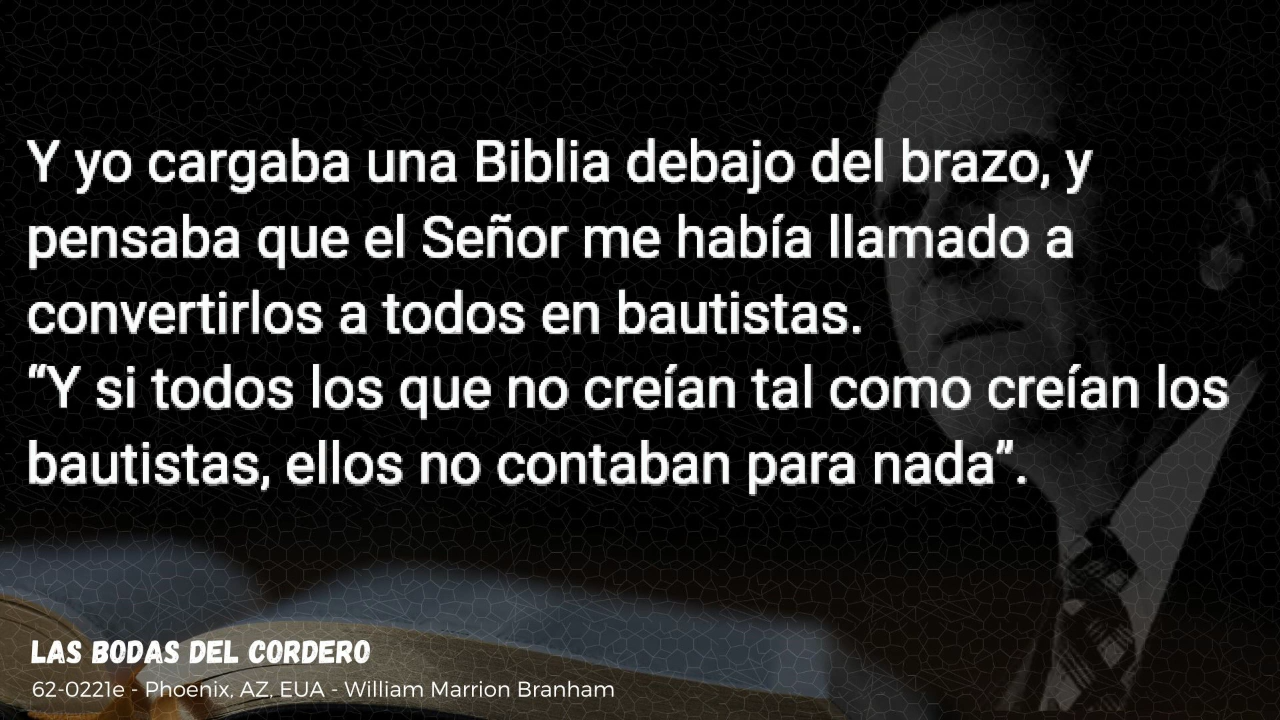 Y yo cargaba una Biblia debajo del brazo, y
pensaba que el Señor me había llamado a
convertirlos a todos en bautistas.
“Y si todos los que no creían tal como creían los
bautistas, ellos no contaban para nada”.
LAS BODAS DEL CORDERO
62-0221e - Phoenix, AZ, EUA - William Marrion Branham